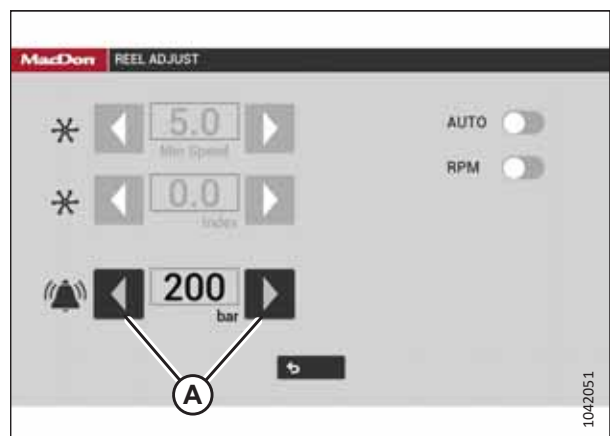 MacDon REEL ADJUST
5.0
Min Speed
AUTO
RPM
0.0
Index
200
bar
A
1042051